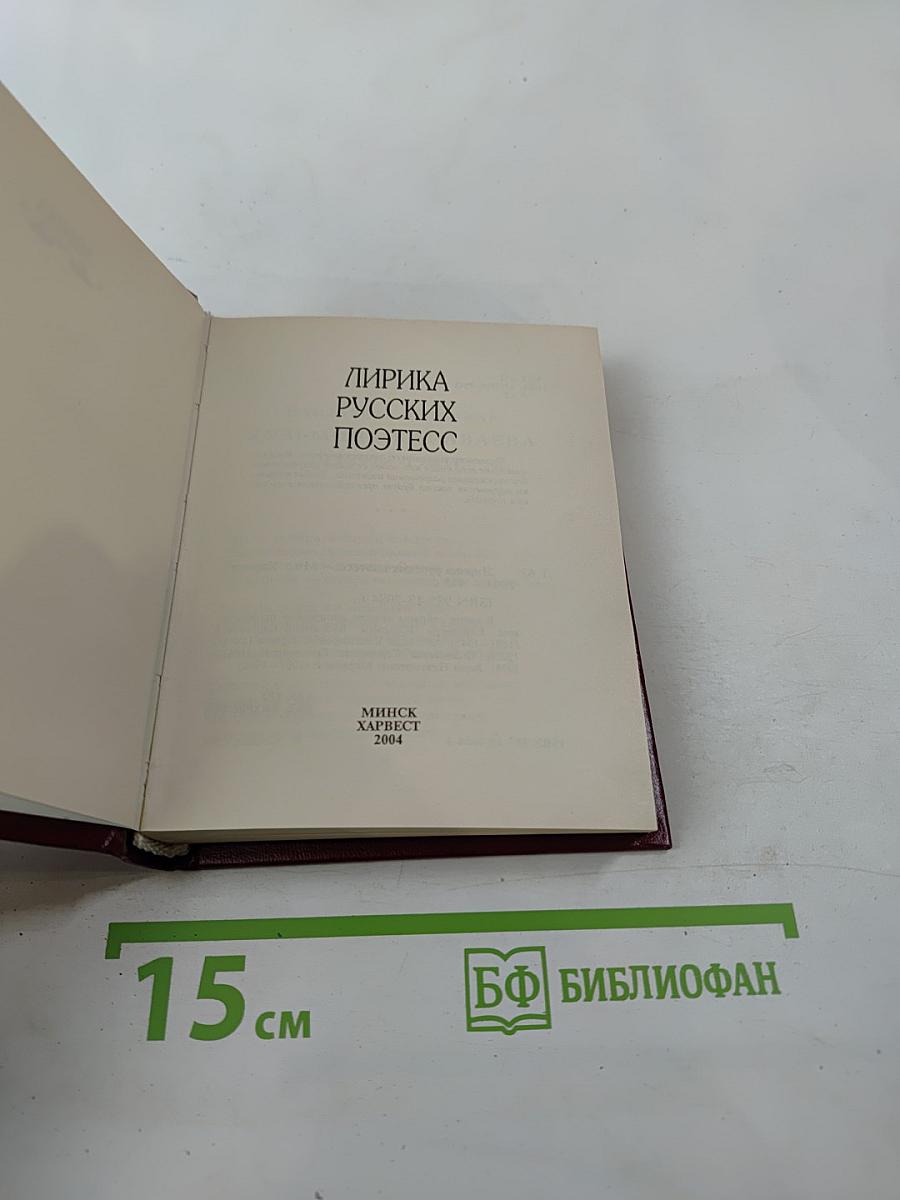 ЛИРИКА
РУССКИХ
ПОЭТЕСС
МИНСК
ХАРВЕСТ
2004
15 см
БФ БИБЛИОФАН